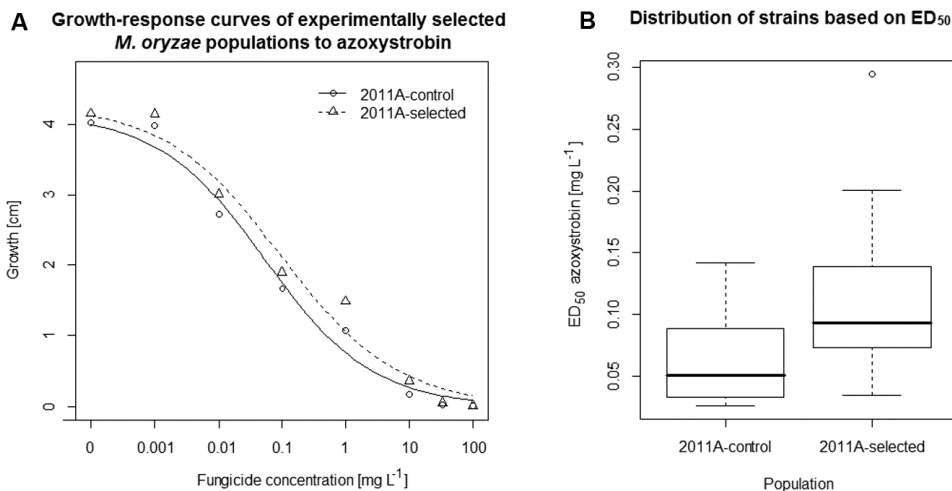 A
Growth-response curves of experimentally selected
M. oryzae populations to azoxystrobin
2011A-control
2011A-selected
Growth [cm]
4
3
2
1
0
0 0.001 0.01 0.1 1 10 100
Fungicide concentration [mg L⁻¹]
B
Distribution of strains based on ED₅₀
ED₅₀ azoxystrobin [mg L⁻¹]
0.30
0.25
0.20
0.15
0.10
0.05
2011A-control 2011A-selected
Population